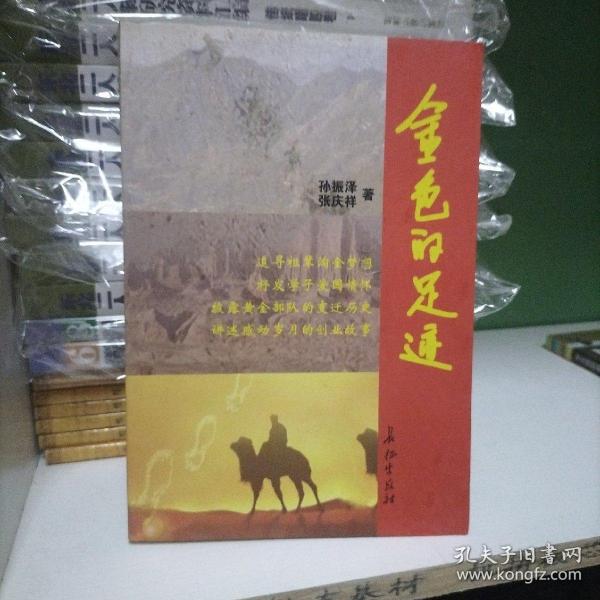 金色的足迹
孙振泽
张庆祥 著
追寻祖辈淘金梦想
抒发学子爱国情怀
披露黄金部队的变迁历史
讲述感动岁月的创业故事
长征出版社
孔夫子旧书网
www.kongfz.com